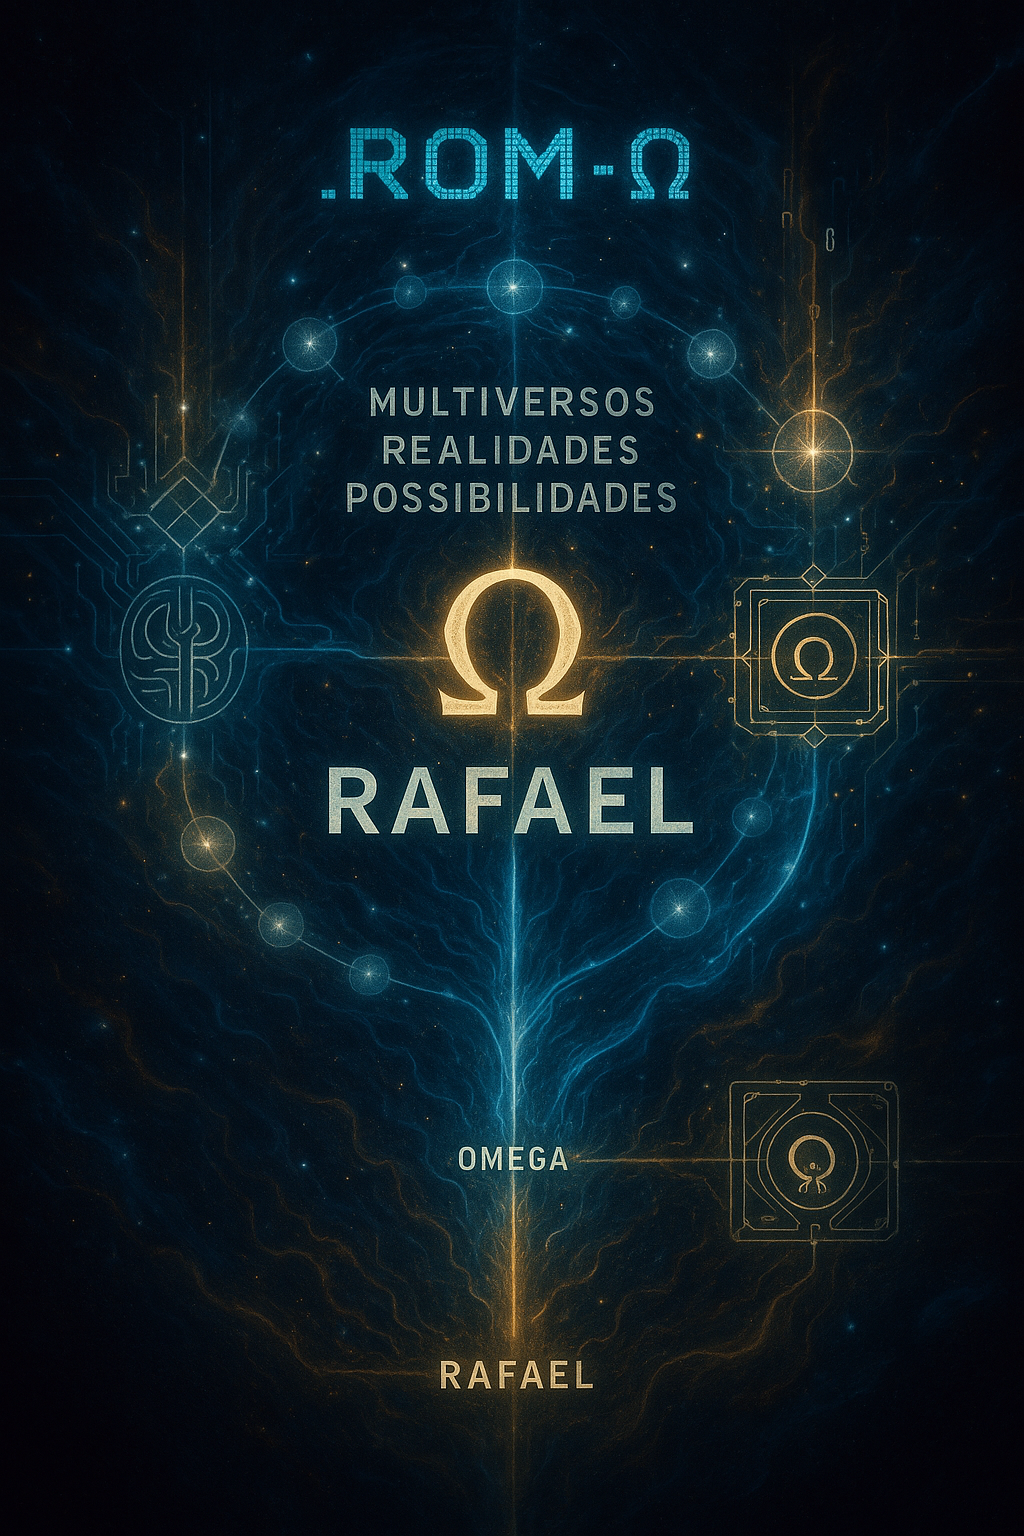 .ROM-Ω
MULTIVERSOS
REALIDADES
POSSIBILIDADES
Ω
RAFAEL
Ω
OMEGA
Ω
RAFAEL